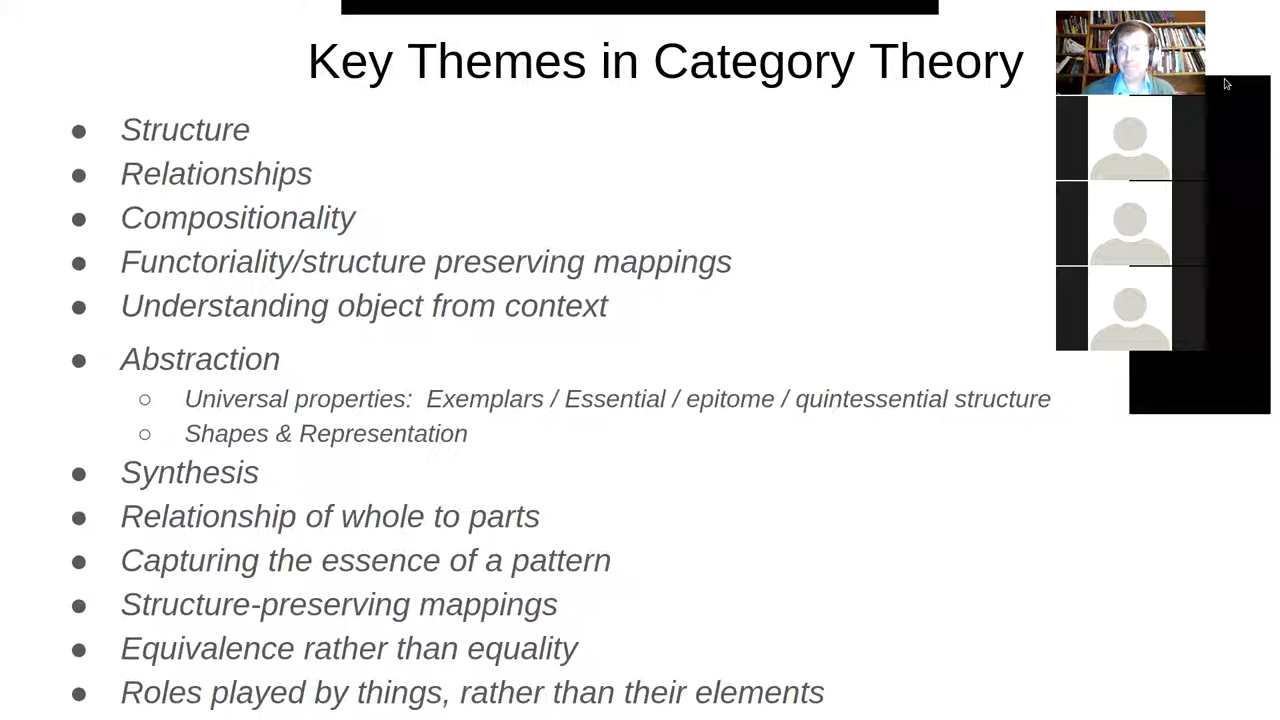 Key Themes in Category Theory
● Structure
● Relationships
● Compositionality
● Functoriality/structure preserving mappings
● Understanding object from context
● Abstraction
○ Universal properties: Exemplars / Essential / epitome / quintessential structure
○ Shapes & Representation
● Synthesis
● Relationship of whole to parts
● Capturing the essence of a pattern
● Structure-preserving mappings
● Equivalence rather than equality
● Roles played by things, rather than their elements